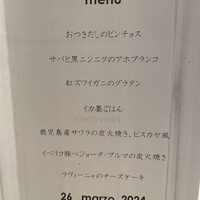 menu
おつきだしのピンチョス
サバと黒ニンニクのアホブランコ
紅ズワイガニのグラタン
イカ墨ごはん
鹿児島産サワラの炭火焼き、ビスカヤ風
イベリコ豚ベジョータ・プルマの炭火焼き
ラヴィーニャのチーズケーキ
26 marzo 2024